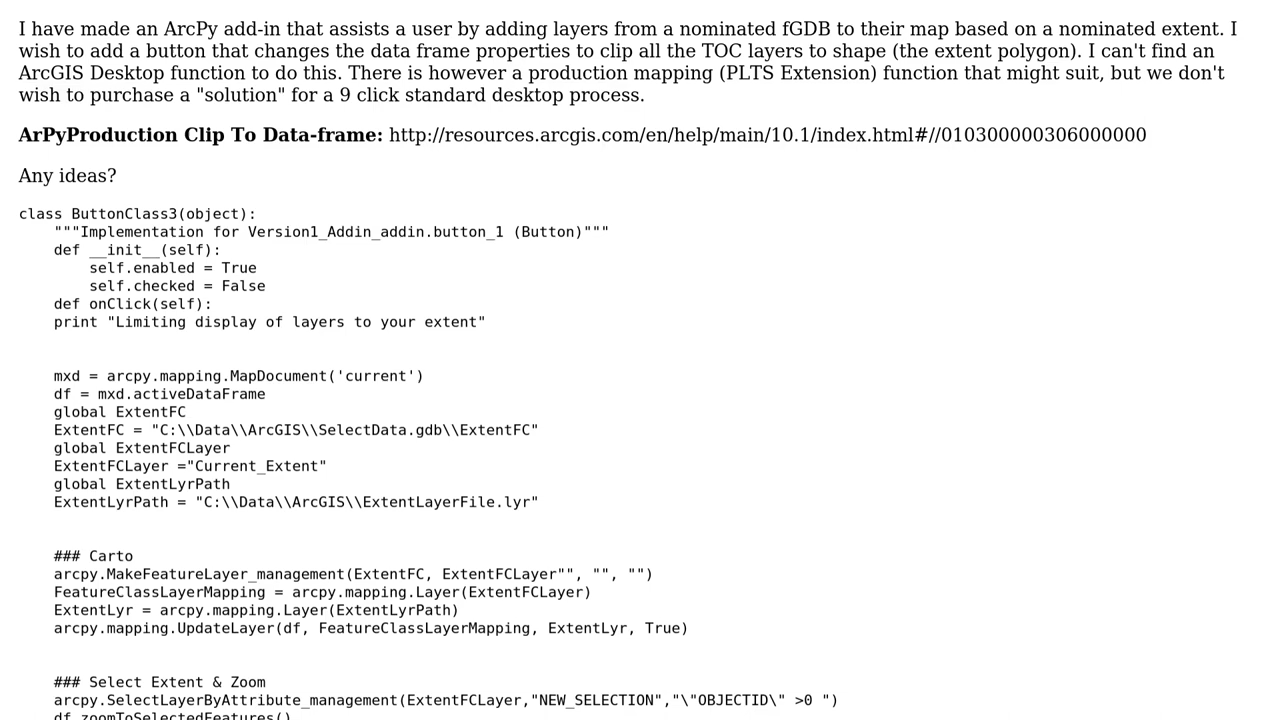 I have made an ArcPy add-in that assists a user by adding layers from a nominated fGDB to their map based on a nominated extent. I
wish to add a button that changes the data frame properties to clip all the TOC layers to shape (the extent polygon). I can't find an
ArcGIS Desktop function to do this. There is however a production mapping (PLTS Extension) function that might suit, but we don't
wish to purchase a "solution" for a 9 click standard desktop process.
ArPyProduction Clip To Data-frame: http://resources.arcgis.com/en/help/main/10.1/index.html#//010300000306000000
Any ideas?
class ButtonClass3(object):
    """Implementation for Version1_Addin_addin.button_1 (Button)"""
    def __init__(self):
        self.enabled = True
        self.checked = False
    def onClick(self):
    print "Limiting display of layers to your extent"
    mxd = arcpy.mapping.MapDocument('current')
    df = mxd.activeDataFrame
    global ExtentFC
    ExtentFC = "C:\\Data\\ArcGIS\\SelectData.gdb\\ExtentFC"
    global ExtentFCLayer
    ExtentFCLayer ="Current_Extent"
    global ExtentLyrPath
    ExtentLyrPath = "C:\\Data\\ArcGIS\\ExtentLayerFile.lyr"
    ### Carto
    arcpy.MakeFeatureLayer_management(ExtentFC, ExtentFCLayer"", "", "")
    FeatureClassLayerMapping = arcpy.mapping.Layer(ExtentFCLayer)
    ExtentLyr = arcpy.mapping.Layer(ExtentLyrPath)
    arcpy.mapping.UpdateLayer(df, FeatureClassLayerMapping, ExtentLyr, True)
    ### Select Extent & Zoom
    arcpy.SelectLayerByAttribute_management(ExtentFCLayer,"NEW_SELECTION","\"OBJECTID\" >0 ")
    df.zoomToSelectedFeatures()